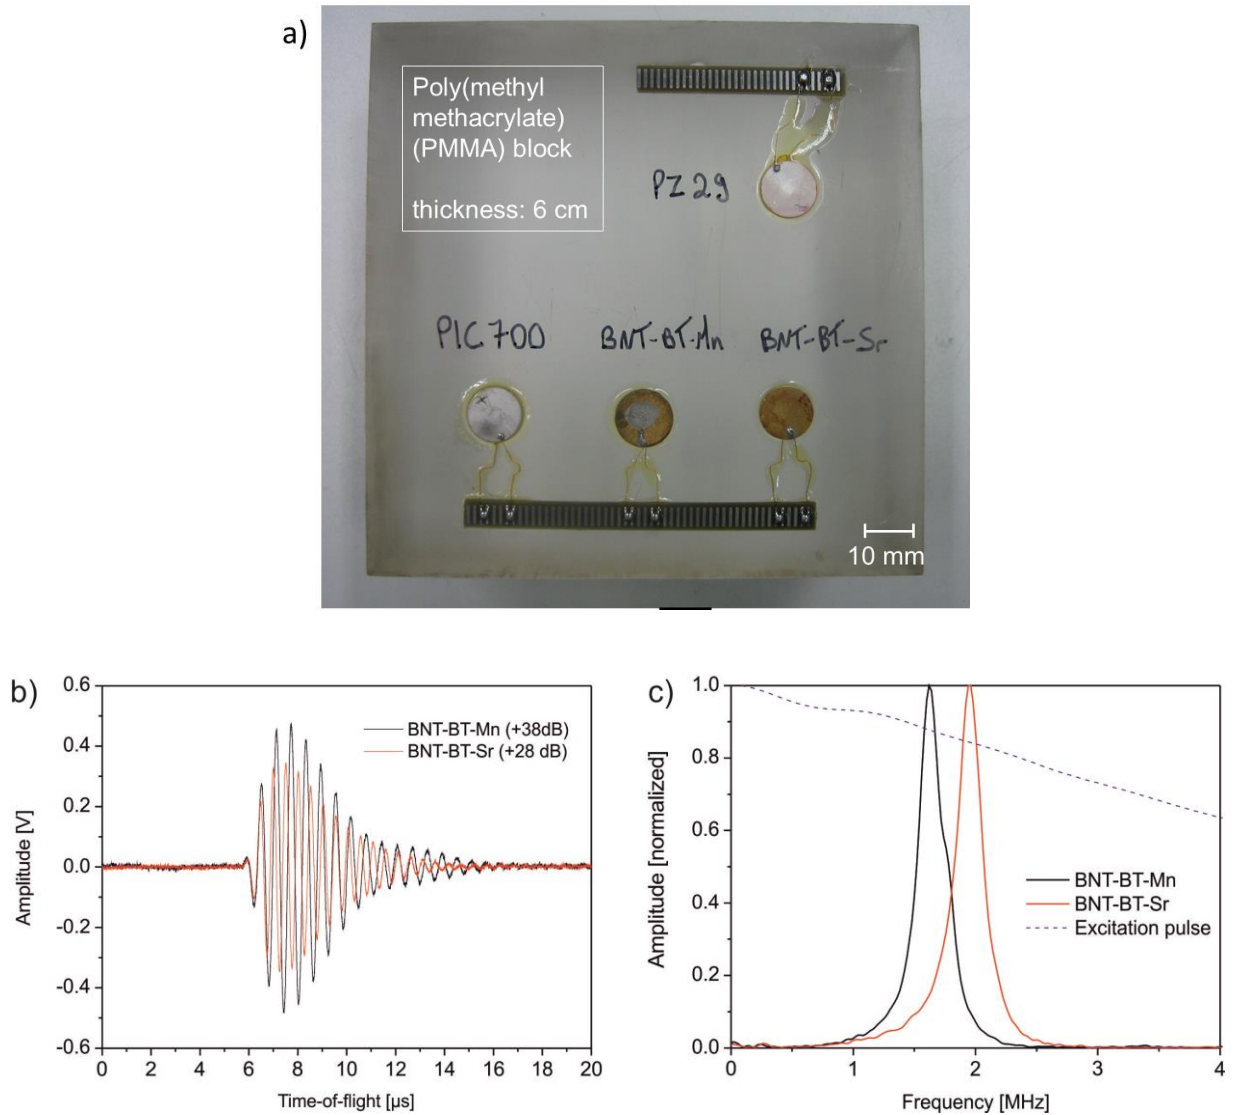 a)
Poly(methyl
methacrylate)
(PMMA) block
thickness: 6 cm
PZ29
PIC700 BNT-BT-Mn BNT-BT-Sr
10 mm
b)
0.6
0.4
0.2
0.0
-0.2
-0.4
-0.6
Amplitude [V]
BNT-BT-Mn (+38dB)
BNT-BT-Sr (+28 dB)
0 2 4 6 8 10 12 14 16 18 20
Time-of-flight [µs]
c)
1.0
0.8
0.6
0.4
0.2
0.0
Amplitude [normalized]
BNT-BT-Mn
BNT-BT-Sr
Excitation pulse
0 1 2 3 4
Frequency [MHz]